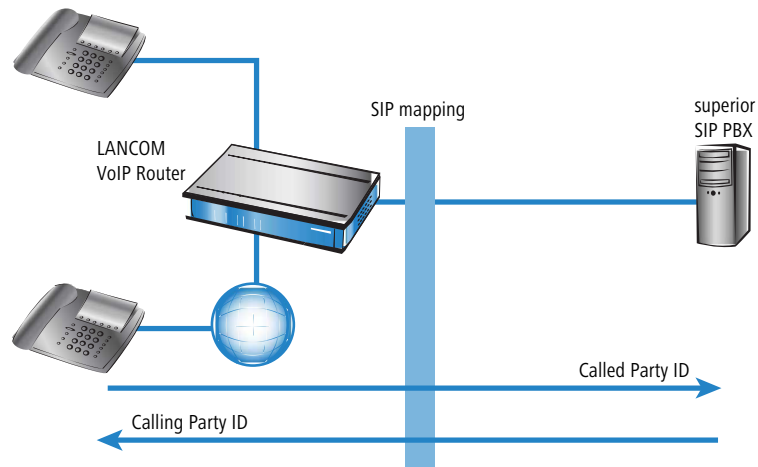 SIP mapping
superior
SIP PBX
LANCOM
VoIP Router
Called Party ID
Calling Party ID